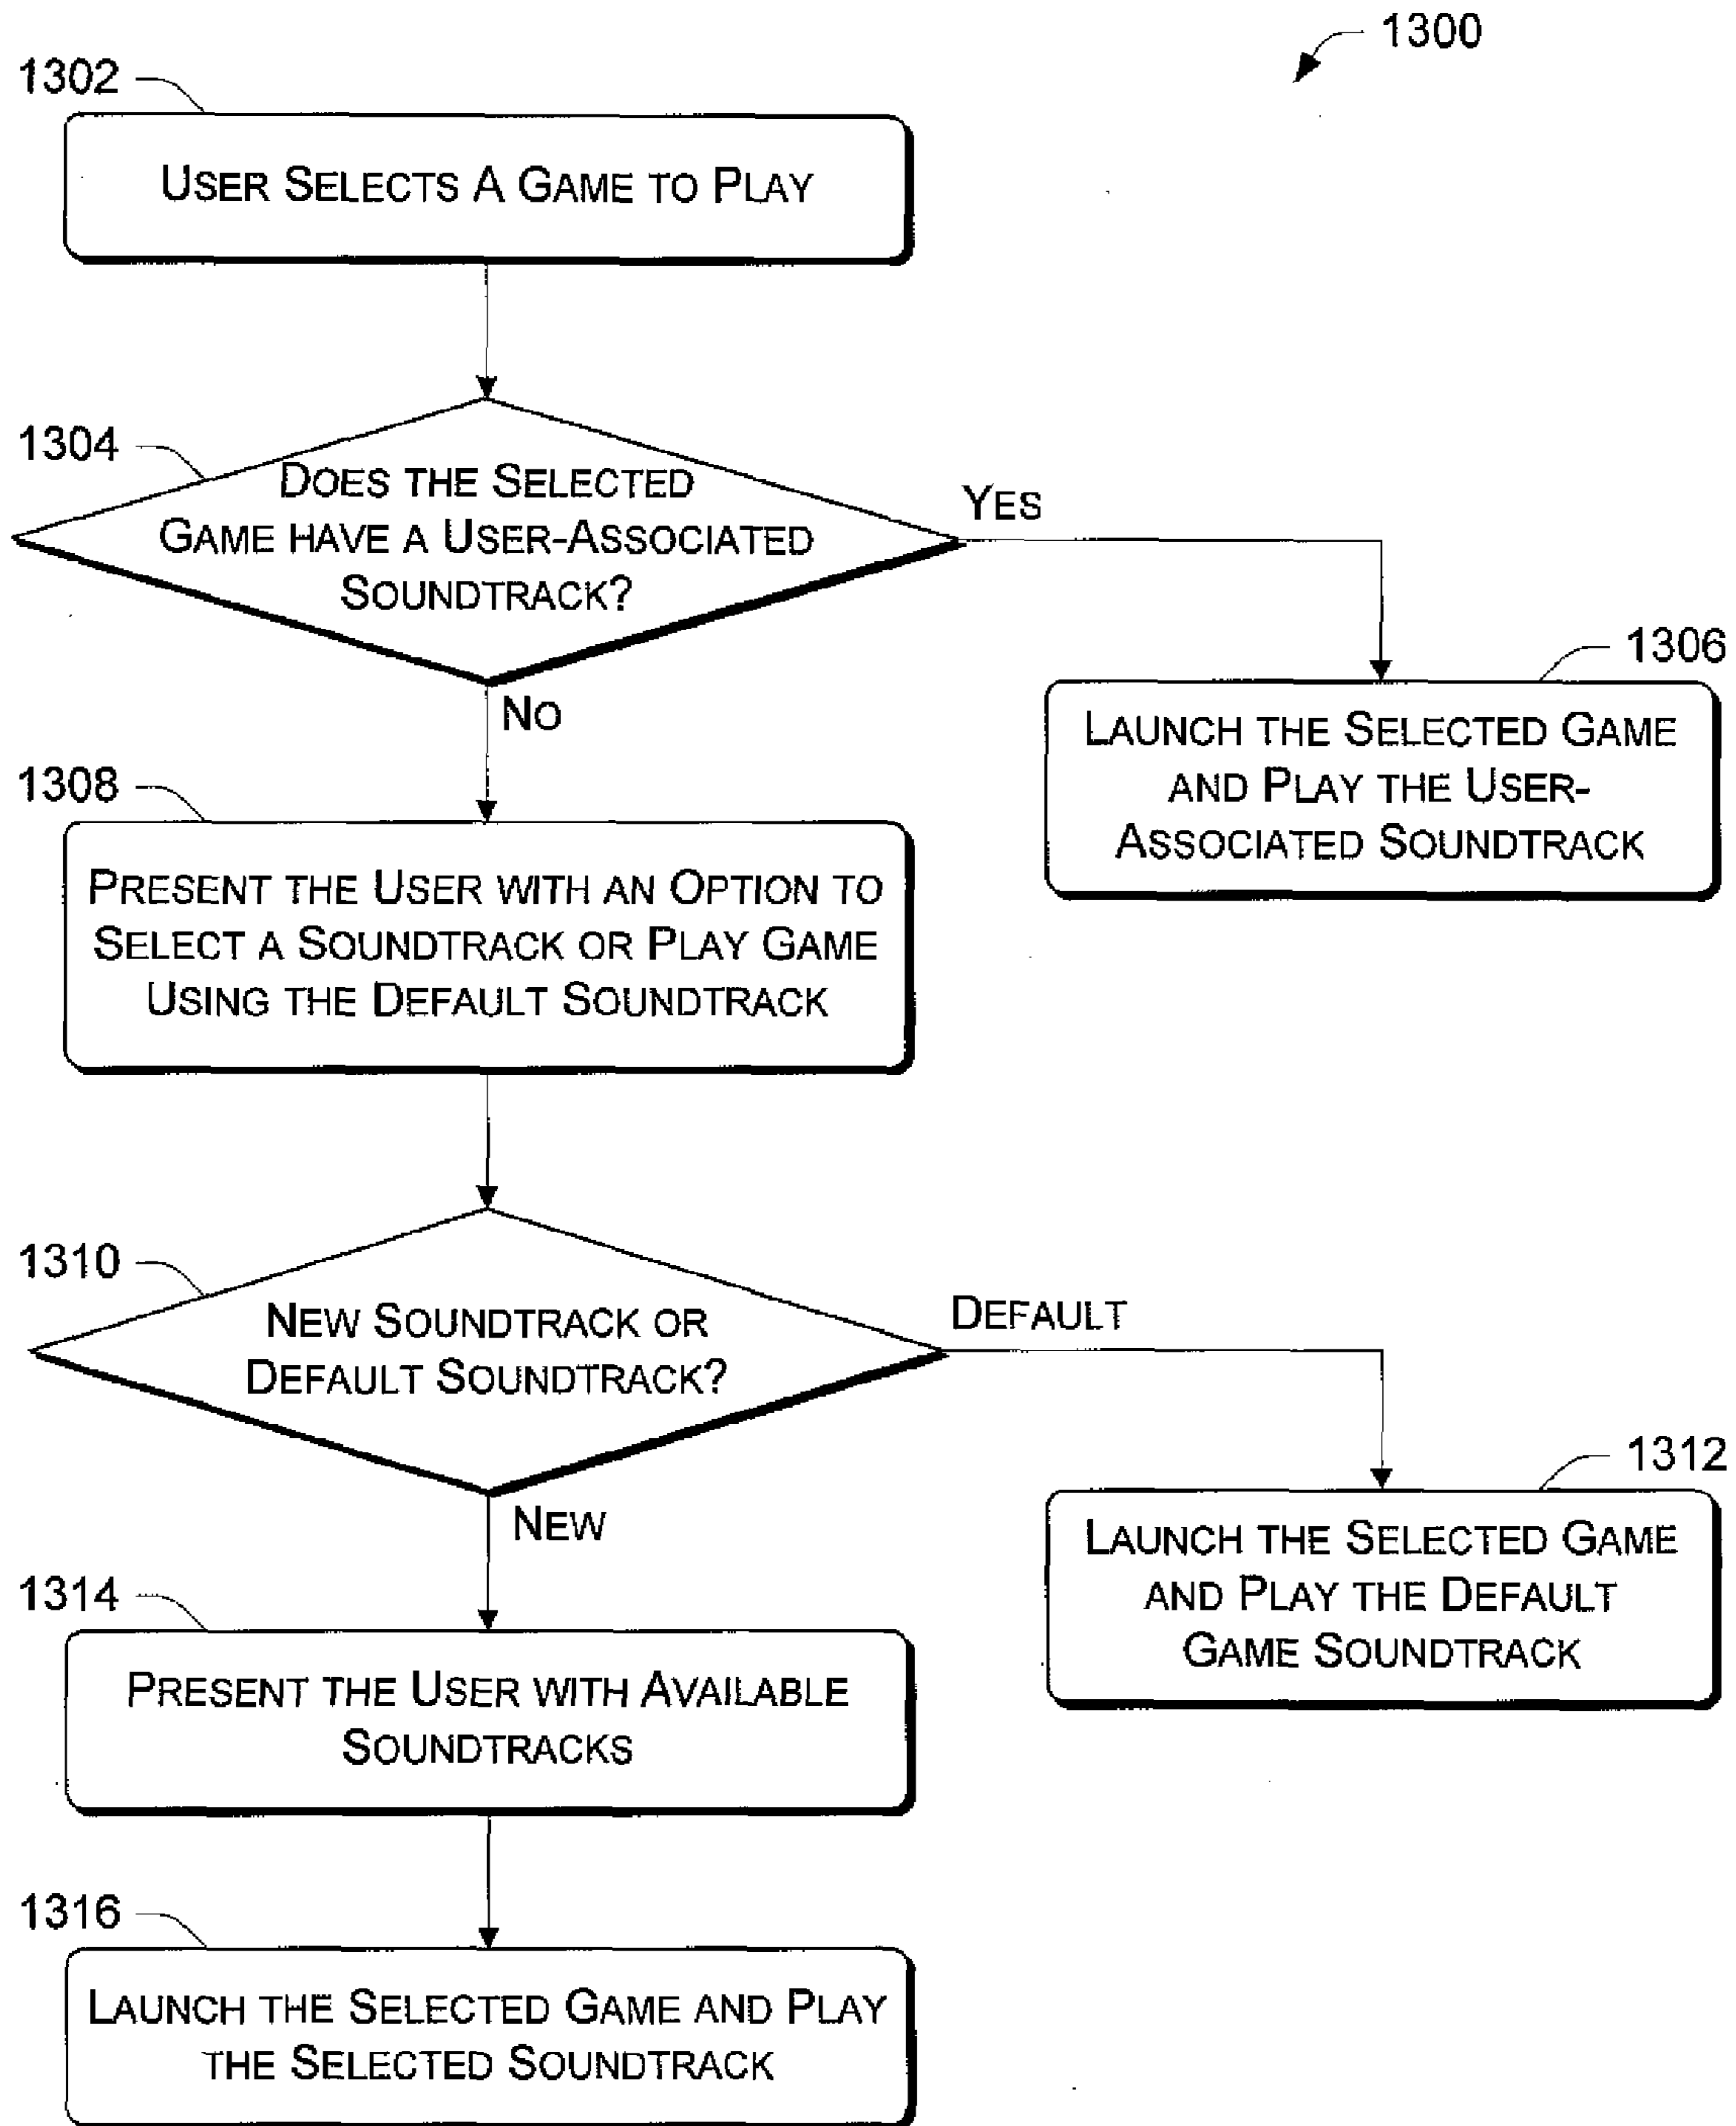 1300
1302
USER SELECTS A GAME TO PLAY
1304
DOES THE SELECTED
GAME HAVE A USER-ASSOCIATED
SOUNDTRACK?
YES
NO
1306
LAUNCH THE SELECTED GAME
AND PLAY THE USER-
ASSOCIATED SOUNDTRACK
1308
PRESENT THE USER WITH AN OPTION TO
SELECT A SOUNDTRACK OR PLAY GAME
USING THE DEFAULT SOUNDTRACK
1310
NEW SOUNDTRACK OR
DEFAULT SOUNDTRACK?
DEFAULT
NEW
1312
LAUNCH THE SELECTED GAME
AND PLAY THE DEFAULT
GAME SOUNDTRACK
1314
PRESENT THE USER WITH AVAILABLE
SOUNDTRACKS
1316
LAUNCH THE SELECTED GAME AND PLAY
THE SELECTED SOUNDTRACK